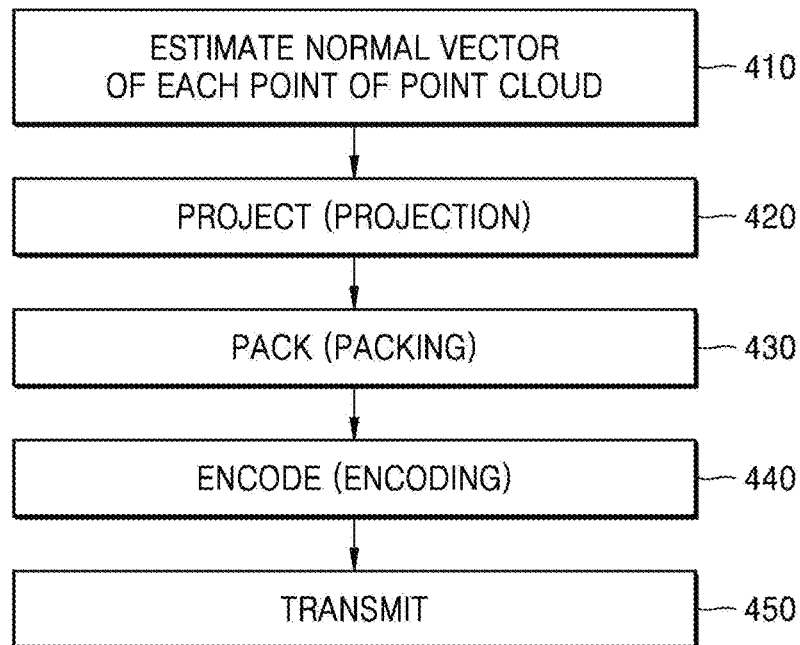 ESTIMATE NORMAL VECTOR
OF EACH POINT OF POINT CLOUD
410
PROJECT (PROJECTION)
420
PACK (PACKING)
430
ENCODE (ENCODING)
440
TRANSMIT
450